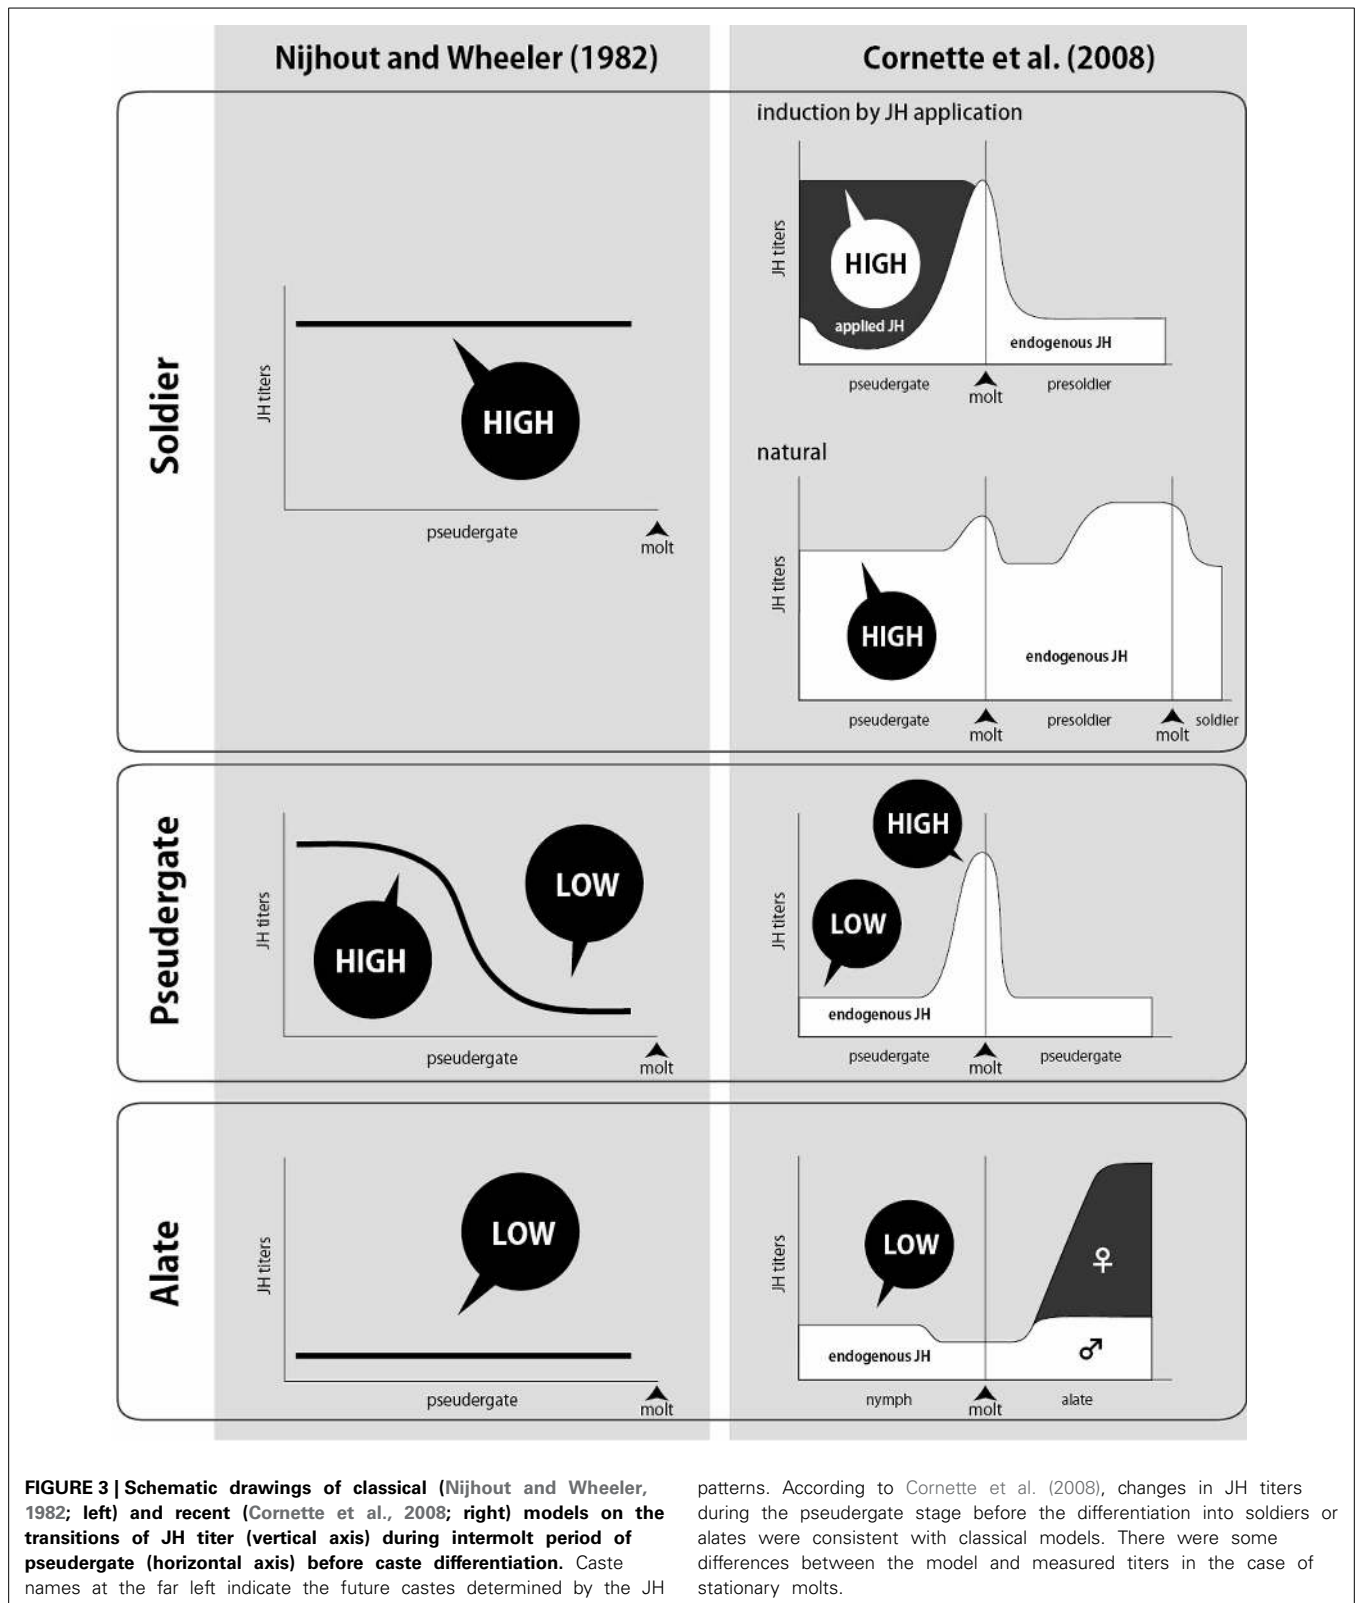 Nijhout and Wheeler (1982)
Cornette et al. (2008)
Soldier
JH titers
HIGH
pseudergate
molt
induction by JH application
JH titers
HIGH
applied JH
endogenous JH
pseudergate
molt
presoldier
natural
JH titers
HIGH
endogenous JH
pseudergate
molt
presoldier
molt
soldier
Pseudergate
JH titers
HIGH
LOW
pseudergate
molt
JH titers
HIGH
LOW
endogenous JH
pseudergate
molt
pseudergate
Alate
JH titers
LOW
pseudergate
molt
JH titers
LOW
endogenous JH
♀
♂
nymph
molt
alate
FIGURE 3 | Schematic drawings of classical (Nijhout and Wheeler,
1982; left) and recent (Cornette et al., 2008; right) models on the
transitions of JH titer (vertical axis) during intermolt period of
pseudergate (horizontal axis) before caste differentiation. Caste
names at the far left indicate the future castes determined by the JH
patterns. According to Cornette et al. (2008), changes in JH titers
during the pseudergate stage before the differentiation into soldiers or
alates were consistent with classical models. There were some
differences between the model and measured titers in the case of
stationary molts.